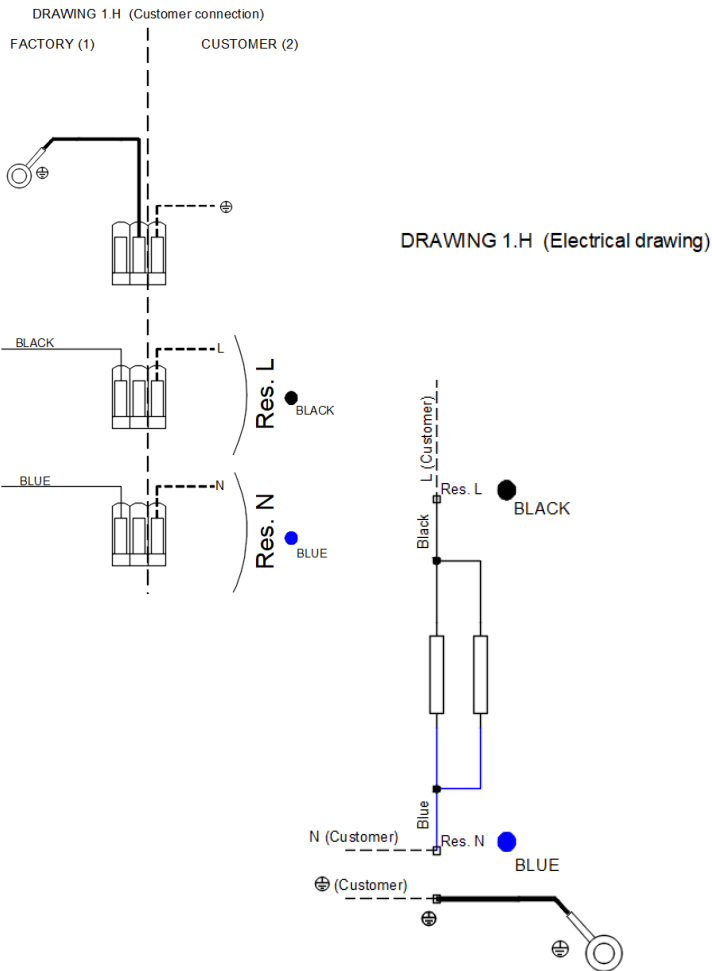 DRAWING 1.H (Customer connection)
FACTORY (1)
CUSTOMER (2)
BLACK
L
Res. L
BLACK
BLUE
N
Res. N
BLUE
DRAWING 1.H (Electrical drawing)
L (Customer)
Res. L
BLACK
Black
Blue
N (Customer)
Res. N
BLUE
(Customer)